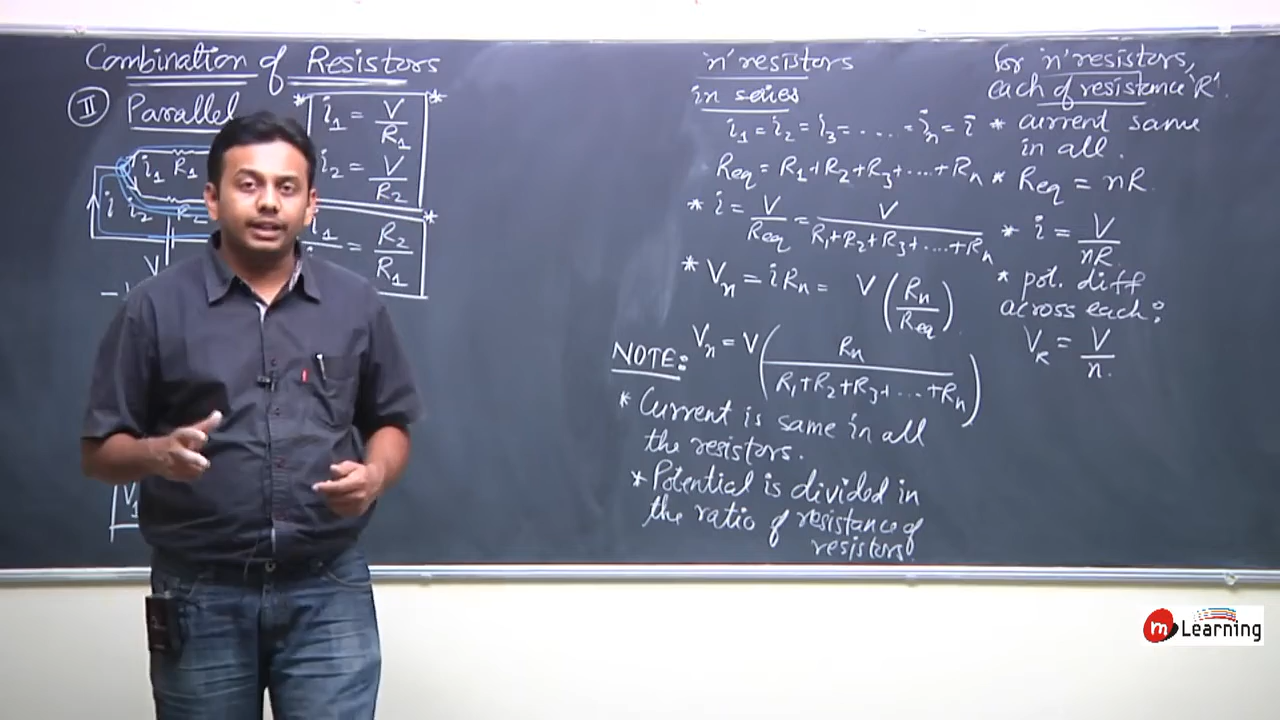 Combination of Resistors
II Parallel
* i₁ = V/R₁ *
i₂ = V/R₂
i₁ R₁
i i₂ R₂
V
= R₂/R₁ *
V₁
'n' resistors
in series
i₁ = i₂ = i₃ = ..... = iₙ = i
Req = R₁+R₂+R₃+....+Rₙ
* i = V/Req = V/(R₁+R₂+R₃+....+Rₙ)
* Vₙ = iRₙ = V(Rₙ/Req)
Vₙ = V(Rₙ/(R₁+R₂+R₃+...+Rₙ))
NOTE:
* Current is same in all
the resistors.
* Potential is divided in
the ratio of resistance of
resistors.
for 'n' resistors,
each of resistance 'R'.
* current same
in all.
* Req = nR.
* i = V/nR
* pot. diff
across each:
V_R = V/n.
m Learning